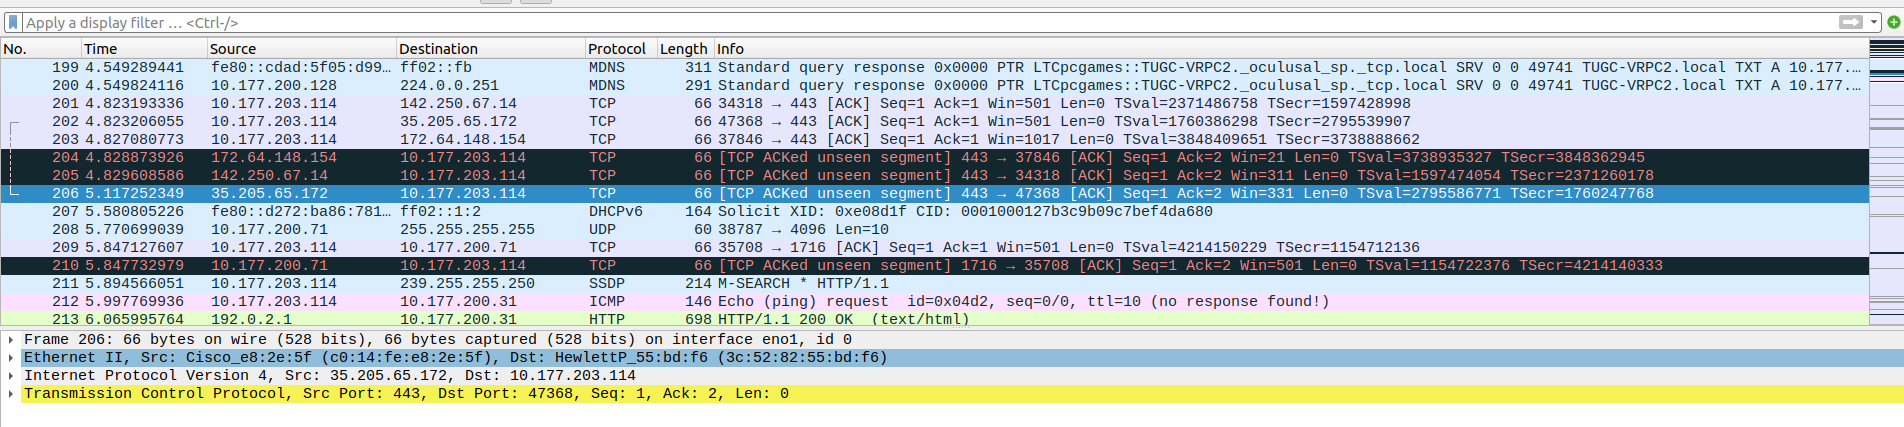 Apply a display filter … <Ctrl-/>
No. Time Source Destination Protocol Length Info
199 4.549289441 fe80::cdad:5f05:d99… ff02::fb MDNS 311 Standard query response 0x0000 PTR LTCpcgames::TUGC-VRPC2._oculusal_sp._tcp.local SRV 0 0 49741 TUGC-VRPC2.local TXT A 10.177.…
200 4.549824116 10.177.200.128 224.0.0.251 MDNS 291 Standard query response 0x0000 PTR LTCpcgames::TUGC-VRPC2._oculusal_sp._tcp.local SRV 0 0 49741 TUGC-VRPC2.local TXT A 10.177.…
201 4.823193336 10.177.203.114 142.250.67.14 TCP 66 34318 → 443 [ACK] Seq=1 Ack=1 Win=501 Len=0 TSval=2371486758 TSecr=1597428998
202 4.823206055 10.177.203.114 35.205.65.172 TCP 66 47368 → 443 [ACK] Seq=1 Ack=1 Win=501 Len=0 TSval=1760386298 TSecr=2795539907
203 4.827080773 10.177.203.114 172.64.148.154 TCP 66 37846 → 443 [ACK] Seq=1 Ack=1 Win=1017 Len=0 TSval=3848409651 TSecr=3738888662
204 4.828873926 172.64.148.154 10.177.203.114 TCP 66 [TCP ACKed unseen segment] 443 → 37846 [ACK] Seq=1 Ack=2 Win=21 Len=0 TSval=3738935327 TSecr=3848362945
205 4.829608586 142.250.67.14 10.177.203.114 TCP 66 [TCP ACKed unseen segment] 443 → 34318 [ACK] Seq=1 Ack=2 Win=311 Len=0 TSval=1597474054 TSecr=2371260178
206 5.117252349 35.205.65.172 10.177.203.114 TCP 66 [TCP ACKed unseen segment] 443 → 47368 [ACK] Seq=1 Ack=2 Win=331 Len=0 TSval=2795586771 TSecr=1760247768
207 5.580805226 fe80::d272:ba86:781… ff02::1:2 DHCPv6 164 Solicit XID: 0xe08d1f CID: 0001000127b3c9b09c7bef4da680
208 5.770699039 10.177.200.71 255.255.255.255 UDP 60 38787 → 4096 Len=10
209 5.847127607 10.177.203.114 10.177.200.71 TCP 66 35708 → 1716 [ACK] Seq=1 Ack=1 Win=501 Len=0 TSval=4214150229 TSecr=1154712136
210 5.847732979 10.177.200.71 10.177.203.114 TCP 66 [TCP ACKed unseen segment] 1716 → 35708 [ACK] Seq=1 Ack=2 Win=501 Len=0 TSval=1154722376 TSecr=4214140333
211 5.894566051 10.177.203.114 239.255.255.250 SSDP 214 M-SEARCH * HTTP/1.1
212 5.997769936 10.177.203.114 10.177.200.31 ICMP 146 Echo (ping) request id=0x04d2, seq=0/0, ttl=10 (no response found!)
213 6.065995764 192.0.2.1 10.177.200.31 HTTP 698 HTTP/1.1 200 OK (text/html)
Frame 206: 66 bytes on wire (528 bits), 66 bytes captured (528 bits) on interface eno1, id 0
Ethernet II, Src: Cisco_e8:2e:5f (c0:14:fe:e8:2e:5f), Dst: HewlettP_55:bd:f6 (3c:52:82:55:bd:f6)
Internet Protocol Version 4, Src: 35.205.65.172, Dst: 10.177.203.114
Transmission Control Protocol, Src Port: 443, Dst Port: 47368, Seq: 1, Ack: 2, Len: 0